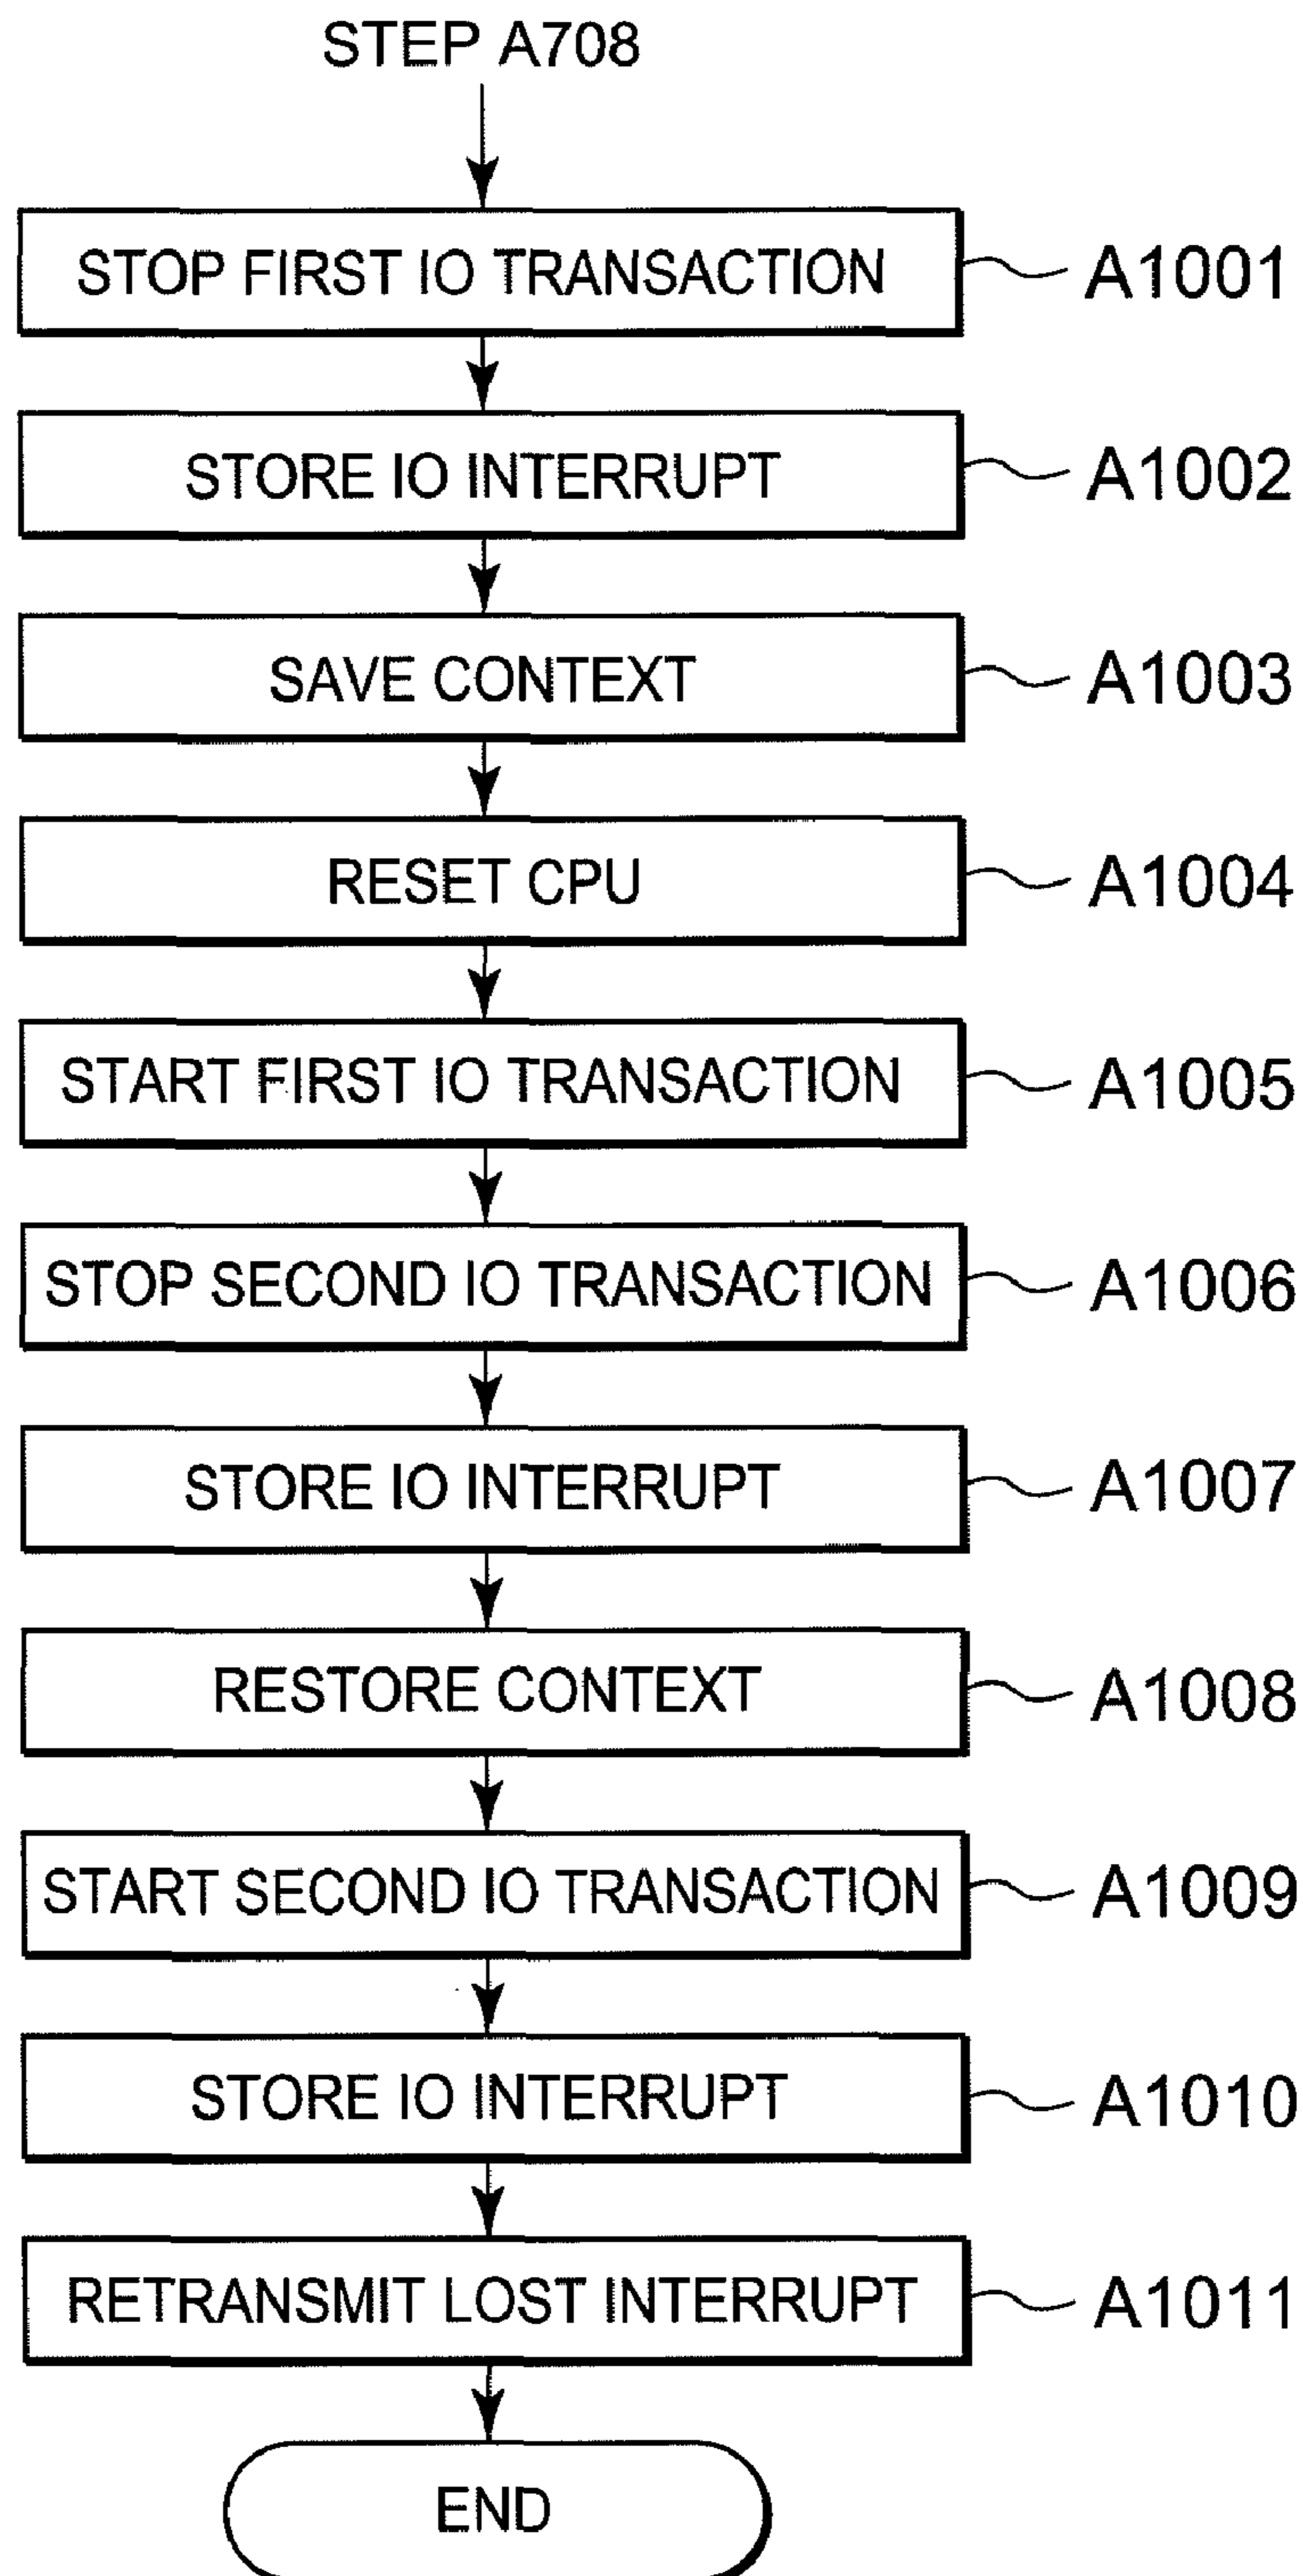 STEP A708
STOP FIRST IO TRANSACTION A1001
STORE IO INTERRUPT A1002
SAVE CONTEXT A1003
RESET CPU A1004
START FIRST IO TRANSACTION A1005
STOP SECOND IO TRANSACTION A1006
STORE IO INTERRUPT A1007
RESTORE CONTEXT A1008
START SECOND IO TRANSACTION A1009
STORE IO INTERRUPT A1010
RETRANSMIT LOST INTERRUPT A1011
END